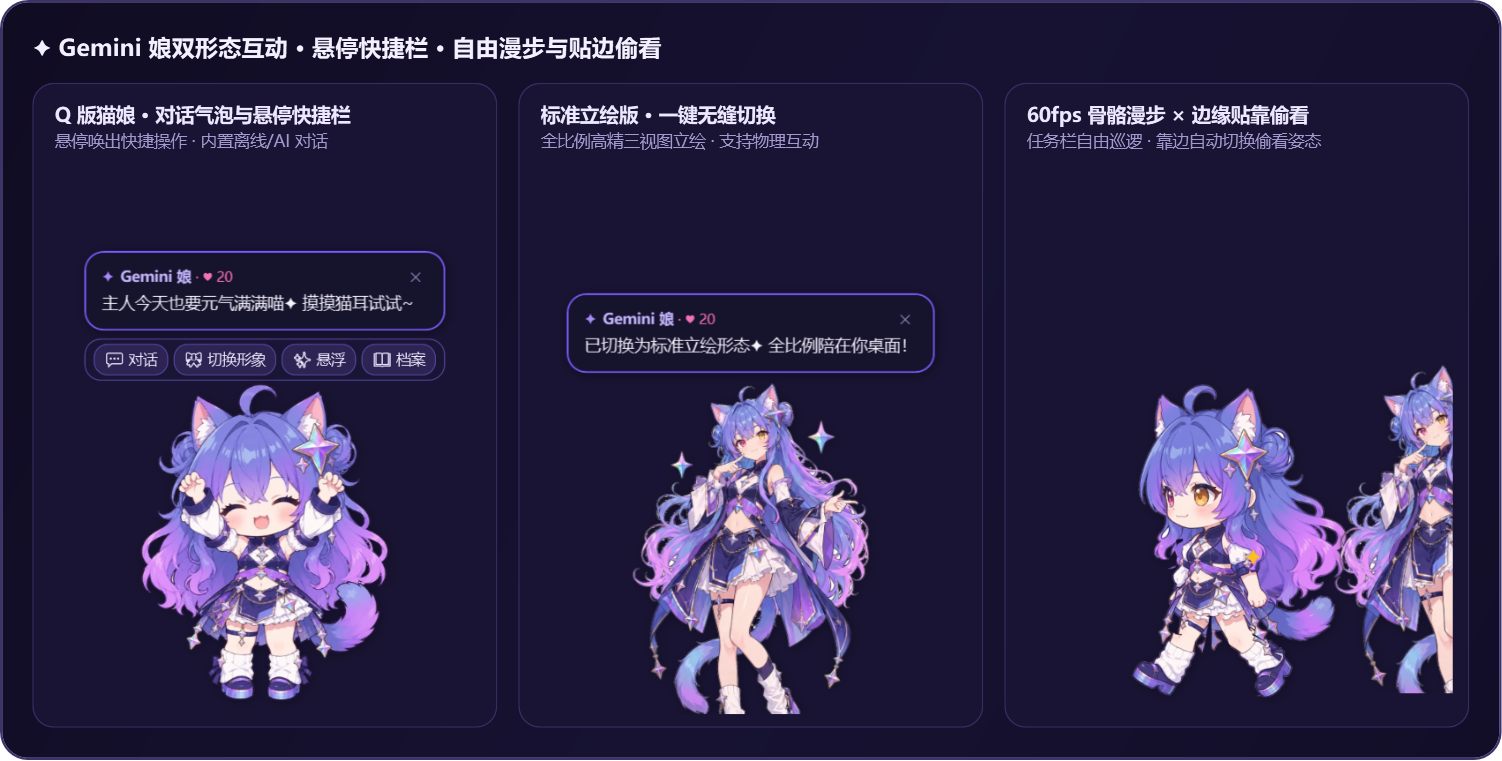 ✦ Gemini 娘双形态互动 • 悬停快捷栏 • 自由漫步与贴边偷看
Q 版猫娘 • 对话气泡与悬停快捷栏
悬停唤出快捷操作 · 内置离线/AI 对话
✦ Gemini 娘 · ♥ 20 ×
主人今天也要元气满满喵✦ 摸摸猫耳试试~
对话 切换形象 悬浮 档案
标准立绘版 • 一键无缝切换
全比例高精三视图立绘 · 支持物理互动
✦ Gemini 娘 · ♥ 20 ×
已切换为标准立绘形态✦ 全比例陪在你桌面！
60fps 骨骼漫步 × 边缘贴靠偷看
任务栏自由巡逻 · 靠边自动切换偷看姿态